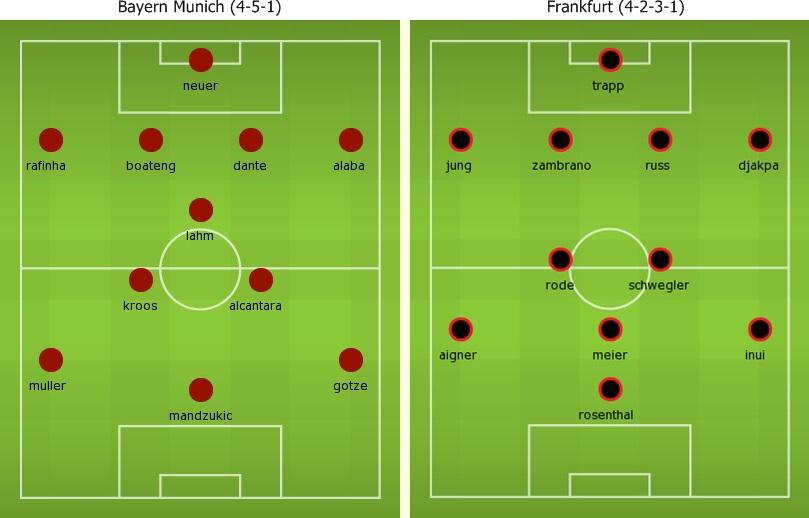 Bayern Munich (4-5-1)
neuer
rafinha
boateng
dante
alaba
lahm
kroos
alcantara
muller
gotze
mandzukic
Frankfurt (4-2-3-1)
trapp
jung
zambrano
russ
djakpa
rode
schwegler
aigner
meier
inui
rosenthal